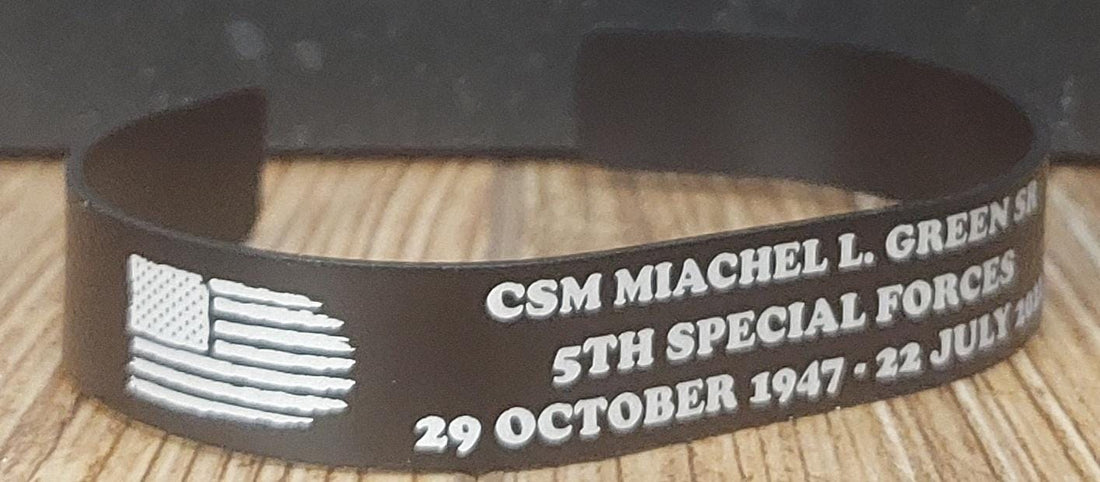 CSM MIACHEL L. GREEN SR
5TH SPECIAL FORCES
29 OCTOBER 1947 · 22 JULY